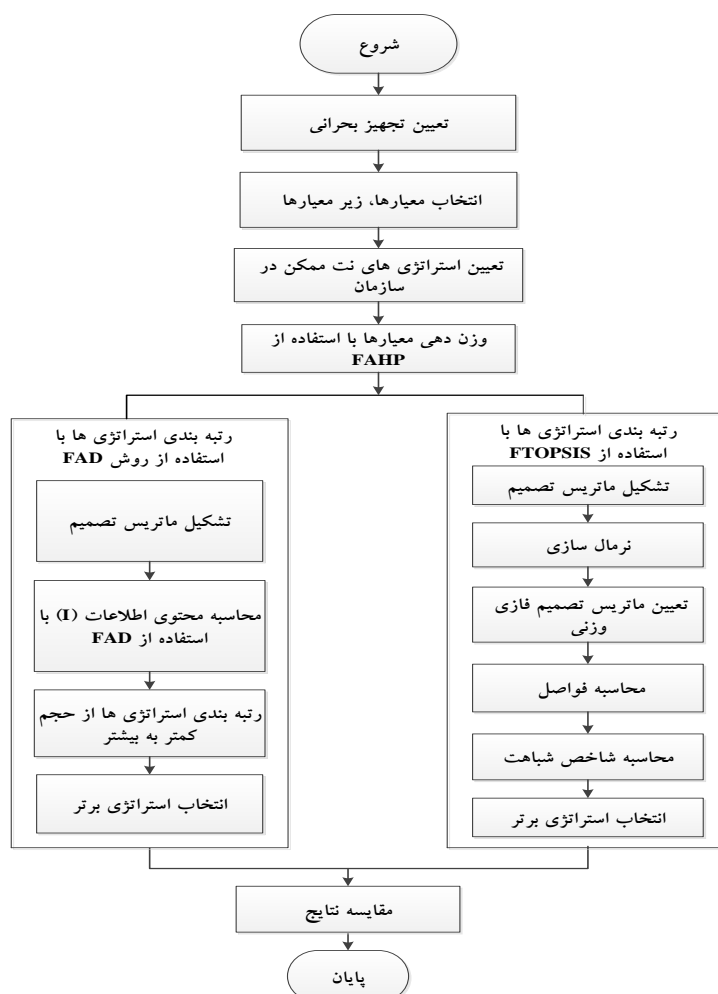 شروع
تعیین تجهیز بحرانی
انتخاب معیارها، زیر معیارها
تعیین استراتژی های نت ممکن در
سازمان
وزن دهی معیارها با استفاده از
FAHP
رتبه بندی استراتژی ها با
استفاده از FTOPSIS
تشکیل ماتریس تصمیم
نرمال سازی
تعیین ماتریس تصمیم فازی
وزنی
محاسبه فواصل
محاسبه شاخص شباهت
انتخاب استراتژی برتر
رتبه بندی استراتژی ها با
استفاده از روش FAD
تشکیل ماتریس تصمیم
محاسبه محتوی اطلاعات (I) با
استفاده از FAD
رتبه بندی استراتژی ها از حجم
کمتر به بیشتر
انتخاب استراتژی برتر
مقایسه نتایج
پایان